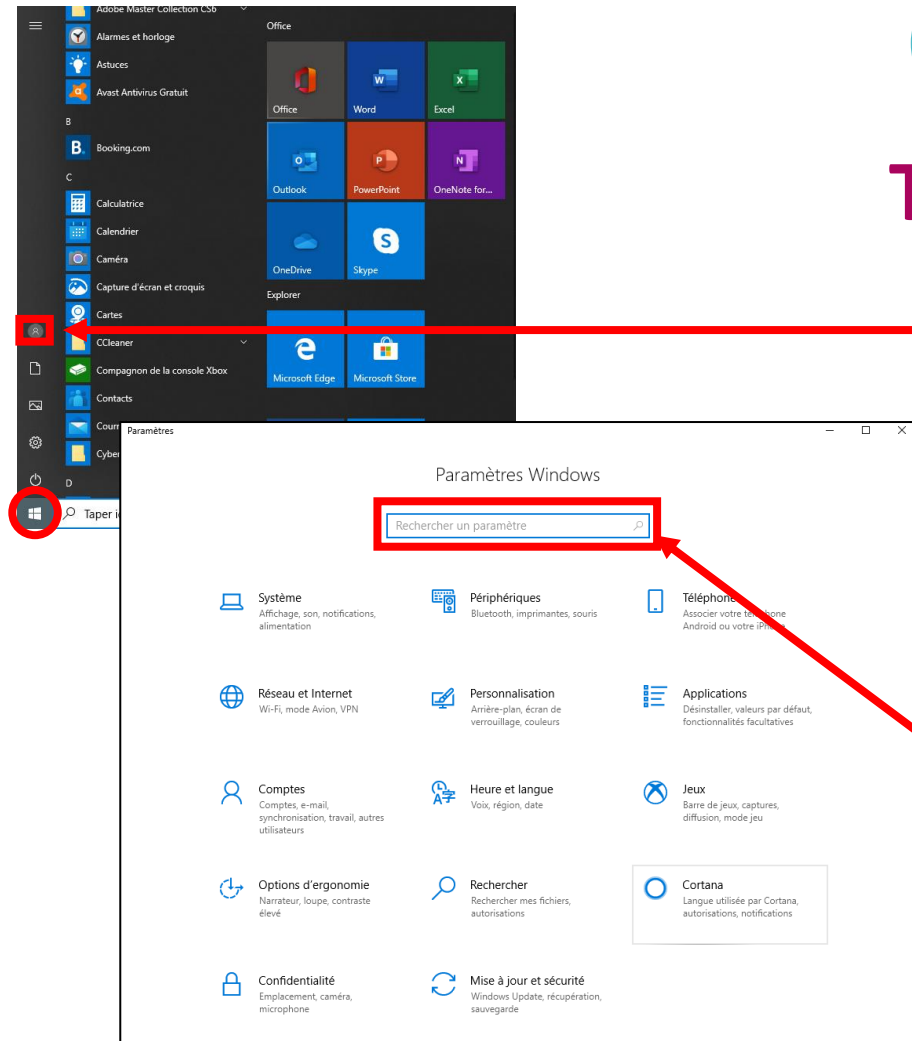 Adobe Master Collection CS6
Alarmes et horloge
Astuces
Avast Antivirus Gratuit
B
B. Booking.com
C
Calculatrice
Calendrier
Caméra
Capture d'écran et croquis
Cartes
CCleaner
Compagnon de la console Xbox
Contacts
Cour
Cyber
D
Taper i
Office
Office
Word
Excel
Outlook
PowerPoint
OneNote for...
OneDrive
Skype
Explorer
Microsoft Edge
Microsoft Store
T
Paramètres
Paramètres Windows
Rechercher un paramètre
Système
Affichage, son, notifications,
alimentation
Périphériques
Bluetooth, imprimantes, souris
Téléphone
Associer votre téléphone
Android ou votre iPhone
Réseau et Internet
Wi-Fi, mode Avion, VPN
Personnalisation
Arrière-plan, écran de
verrouillage, couleurs
Applications
Désinstaller, valeurs par défaut,
fonctionnalités facultatives
Comptes
Comptes, e-mail,
synchronisation, travail, autres
utilisateurs
Heure et langue
Voix, région, date
Jeux
Barre de jeux, captures,
diffusion, mode jeu
Options d'ergonomie
Narrateur, loupe, contraste
élevé
Rechercher
Rechercher mes fichiers,
autorisations
Cortana
Langue utilisée par Cortana,
autorisations, notifications
Confidentialité
Emplacement, caméra,
microphone
Mise à jour et sécurité
Windows Update, récupération,
sauvegarde